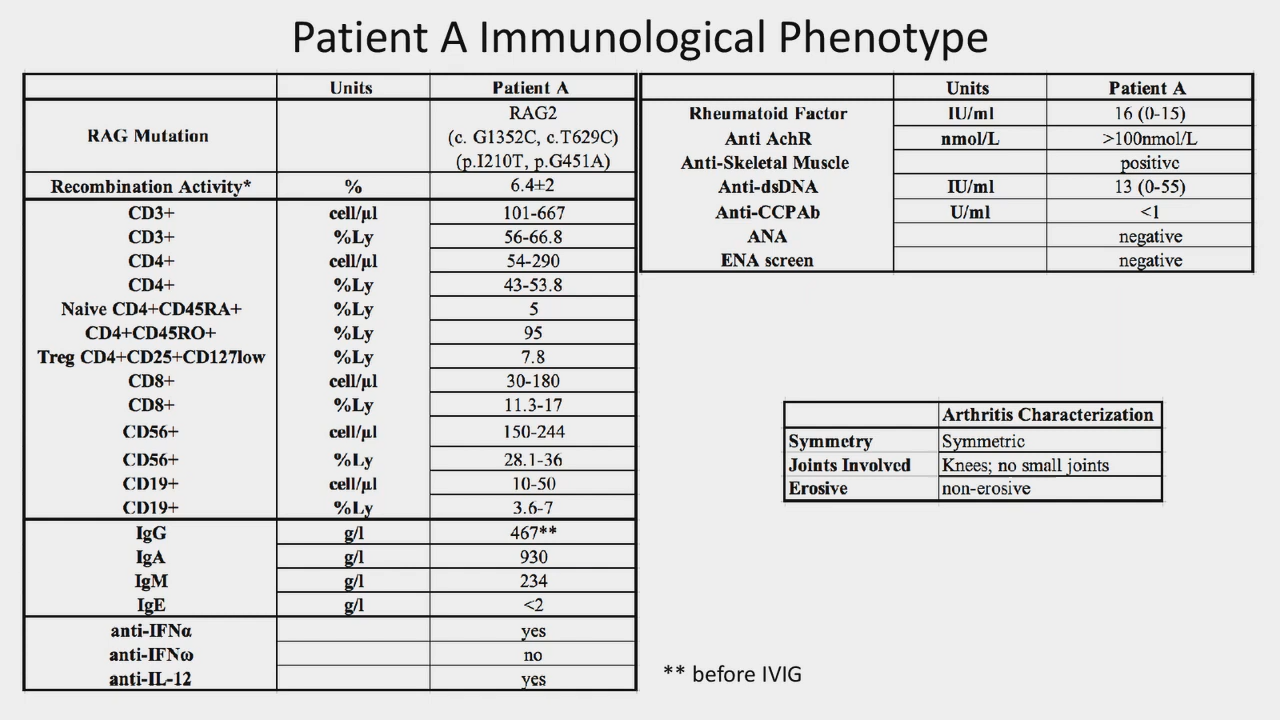 Patient A Immunological Phenotype
Units Patient A
RAG Mutation RAG2
(c. G1352C, c.T629C)
(p.I210T, p.G451A)
Recombination Activity* % 6.4±2
CD3+ cell/µl 101-667
CD3+ %Ly 56-66.8
CD4+ cell/µl 54-290
CD4+ %Ly 43-53.8
Naive CD4+CD45RA+ %Ly 5
CD4+CD45RO+ %Ly 95
Treg CD4+CD25+CD127low %Ly 7.8
CD8+ cell/µl 30-180
CD8+ %Ly 11.3-17
CD56+ cell/µl 150-244
CD56+ %Ly 28.1-36
CD19+ cell/µl 10-50
CD19+ %Ly 3.6-7
IgG g/l 467**
IgA g/l 930
IgM g/l 234
IgE g/l <2
anti-IFNα yes
anti-IFNω no
anti-IL-12 yes
Units Patient A
Rheumatoid Factor IU/ml 16 (0-15)
Anti AchR nmol/L >100nmol/L
Anti-Skeletal Muscle positive
Anti-dsDNA IU/ml 13 (0-55)
Anti-CCPAb U/ml <1
ANA negative
ENA screen negative
Arthritis Characterization
Symmetry Symmetric
Joints Involved Knees; no small joints
Erosive non-erosive
** before IVIG